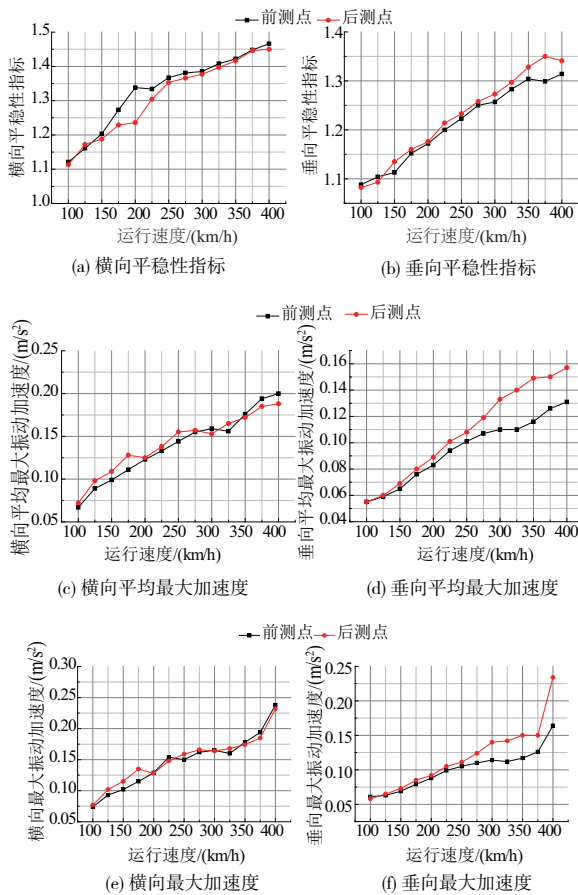 前测点 后测点
1.5
1.4
1.3
1.2
1.1
1.0
横向平稳性指标
100 150 200 250 300 350 400
运行速度/(km/h)
(a) 横向平稳性指标
1.4
1.3
1.2
1.1
垂向平稳性指标
100 150 200 250 300 350 400
运行速度/(km/h)
(b) 垂向平稳性指标
前测点 后测点
0.25
0.20
0.15
0.10
0.05
横向平均最大振动加速度/(m/s²)
100 150 200 250 300 350 400
运行速度/(km/h)
(c) 横向平均最大加速度
0.16
0.14
0.12
0.10
0.08
0.06
0.04
垂向平均最大振动加速度/(m/s²)
100 150 200 250 300 350 400
运行速度/(km/h)
(d) 垂向平均最大加速度
前测点 后测点
0.30
0.25
0.20
0.15
0.10
0.05
横向最大振动加速度/(m/s²)
100 150 200 250 300 350 400
运行速度/(km/h)
(e) 横向最大加速度
0.25
0.20
0.15
0.10
0.05
垂向最大振动加速度/(m/s²)
100 150 200 250 300 350 400
运行速度/(km/h)
(f) 垂向最大加速度